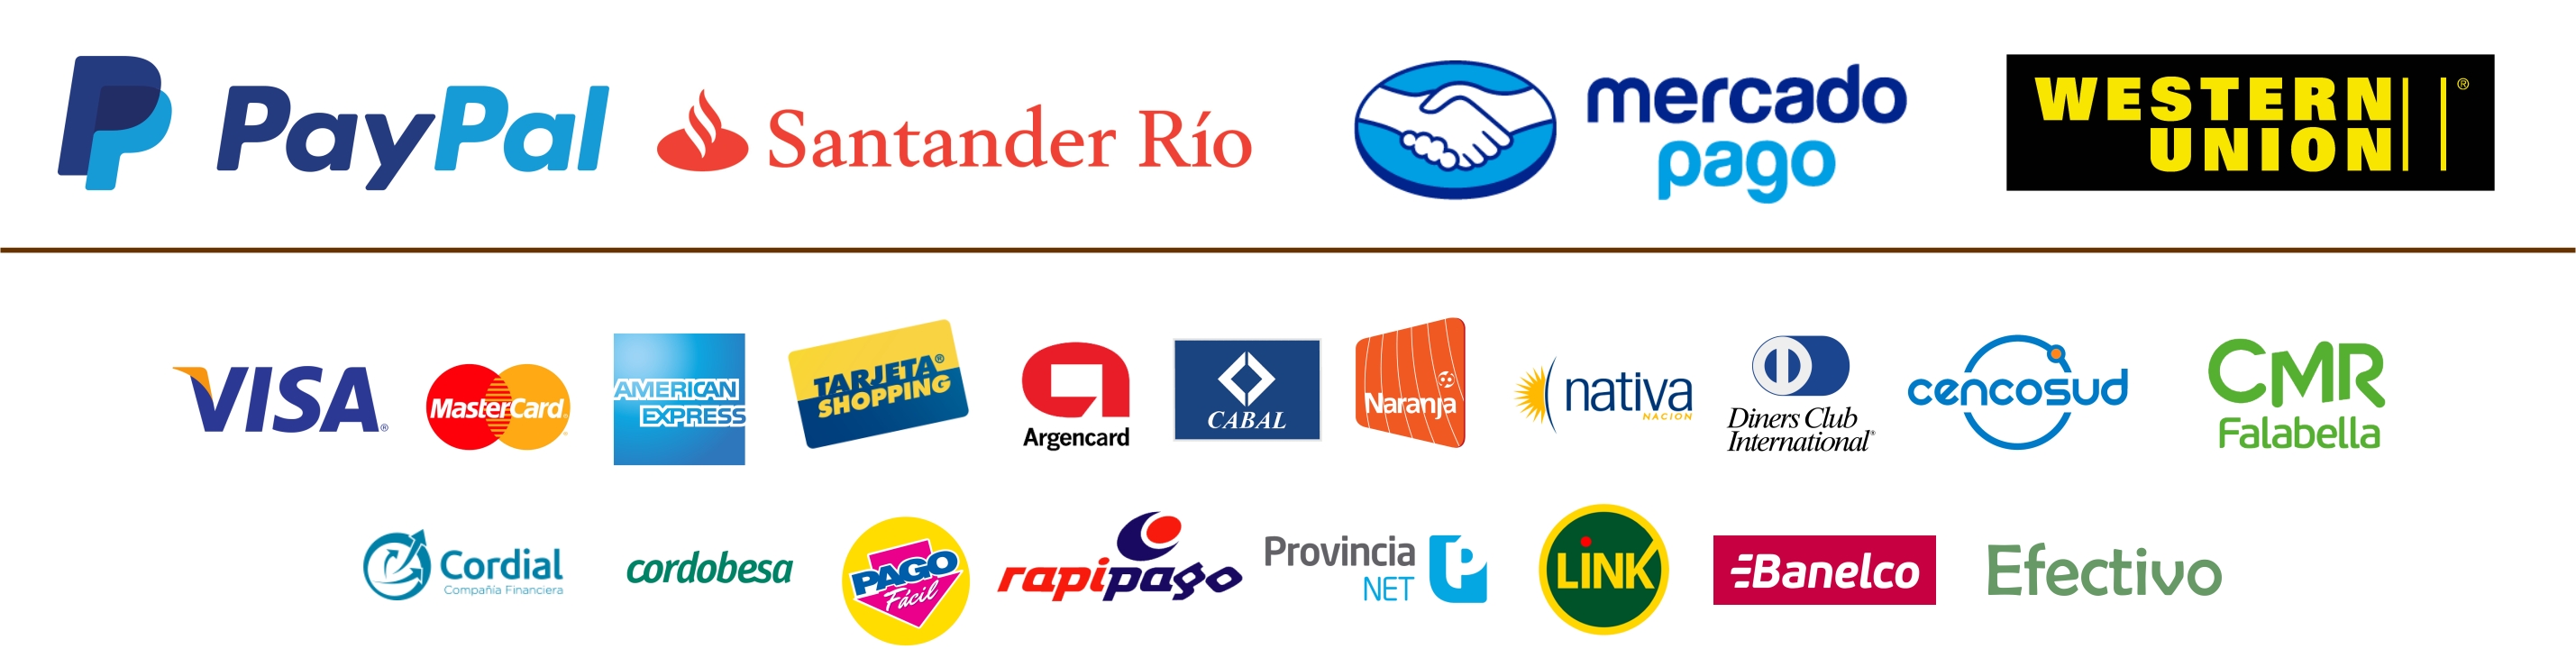 PayPal
Santander Río
mercado
pago
WESTERN
UNION
®
VISA®
MasterCard
AMERICAN
EXPRESS
TARJETA®
SHOPPING
Argencard
CABAL
Naranja
nativa
NACION
Diners Club
International®
cencosud
CMR
Falabella
Cordial
Compañía Financiera
cordobesa
PAGO
Fácil
rapipago
Provincia
NET
LINK
Banelco
Efectivo